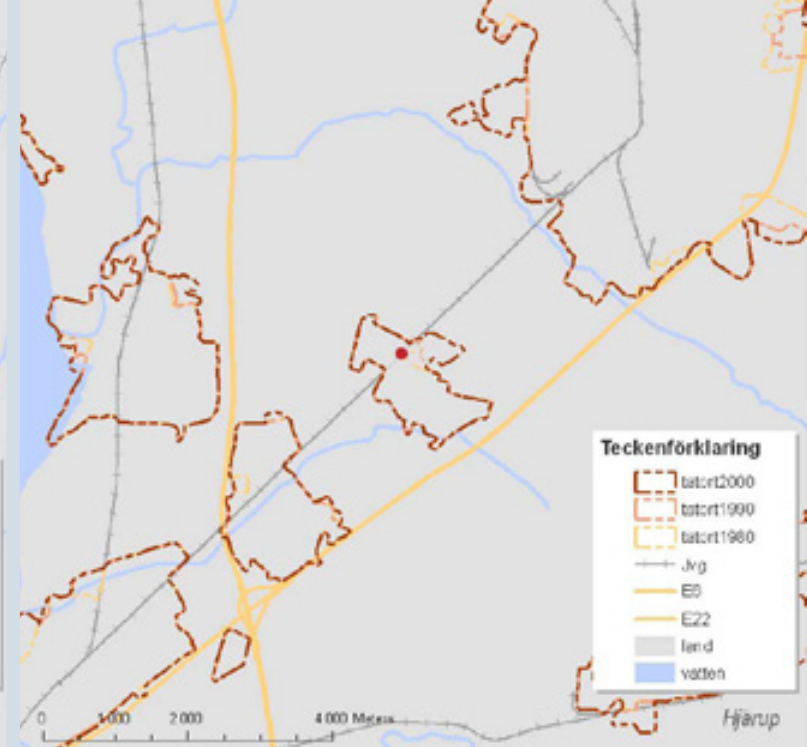 Teckenförklaring
tatort2000
tatort1990
tatort1980
Jvg
E6
E22
land
vatten
0 1 000 2 000 4 000 Meters
Hjärup